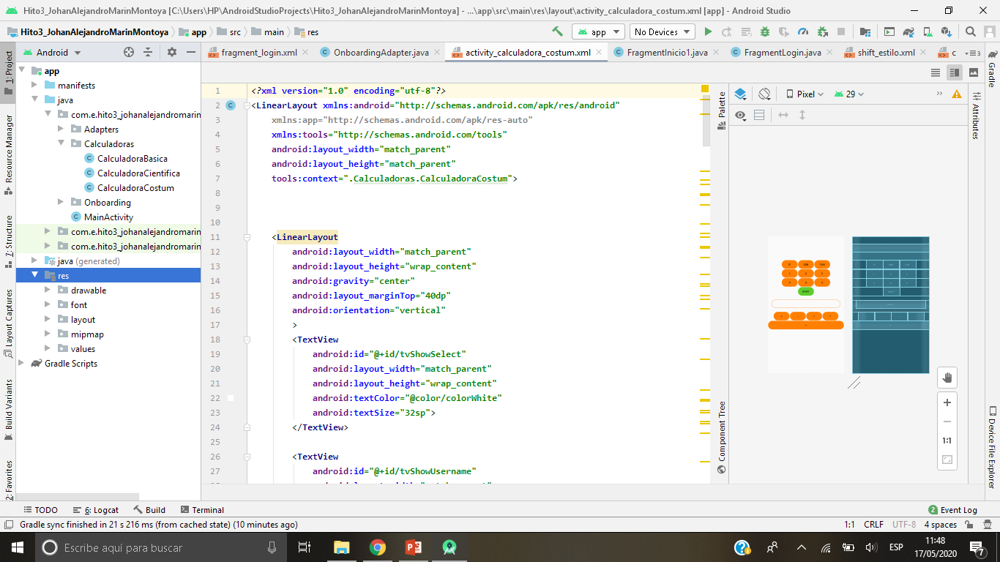 Hito3_JohanAlejandroMarinMontoya [C:\Users\HP\AndroidStudioProjects\Hito3_JohanAlejandroMarinMontoya] - ...\app\src\main\res\layout\activity_calculadora_costum.xml [app] - Android Studio
Hito3_JohanAlejandroMarinMontoya app src main res
app No Devices
Android
fragment_login.xml OnboardingAdapter.java activity_calculadora_costum.xml FragmentInicio1.java FragmentLogin.java shift_estilo.xml c
3
1: Project
Resource Manager
7: Structure
Layout Captures
Build Variants
2: Favorites
app
manifests
java
com.e.hito3_johanalejandromarin
Adapters
Calculadoras
CalculadoraBasica
CalculadoraCientifica
CalculadoraCostum
Onboarding
MainActivity
com.e.hito3_johanalejandromarin
com.e.hito3_johanalejandromarin
java (generated)
res
drawable
font
layout
mipmap
values
Gradle Scripts
1 <?xml version="1.0" encoding="utf-8"?>
2 <LinearLayout xmlns:android="http://schemas.android.com/apk/res/android"
3 xmlns:app="http://schemas.android.com/apk/res-auto"
4 xmlns:tools="http://schemas.android.com/tools"
5 android:layout_width="match_parent"
6 android:layout_height="match_parent"
7 tools:context=".Calculadoras.CalculadoraCostum">
8
9
10
11 <LinearLayout
12 android:layout_width="match_parent"
13 android:layout_height="wrap_content"
14 android:gravity="center"
15 android:layout_marginTop="40dp"
16 android:orientation="vertical"
17 >
18 <TextView
19 android:id="@+id/tvShowSelect"
20 android:layout_width="match_parent"
21 android:layout_height="wrap_content"
22 android:textColor="@color/colorWhite"
23 android:textSize="32sp">
24 </TextView>
25
26 <TextView
27 android:id="@+id/tvShowUsername"
Palette
Component Tree
Pixel 29
SHIFT
1:1
Gradle
Attributes
Device File Explorer
TODO 6: Logcat Build Terminal 2 Event Log
Gradle sync finished in 21 s 216 ms (from cached state) (10 minutes ago) 1:1 CRLF UTF-8 4 spaces
Escribe aquí para buscar
ESP
11:48
17/05/2020
7